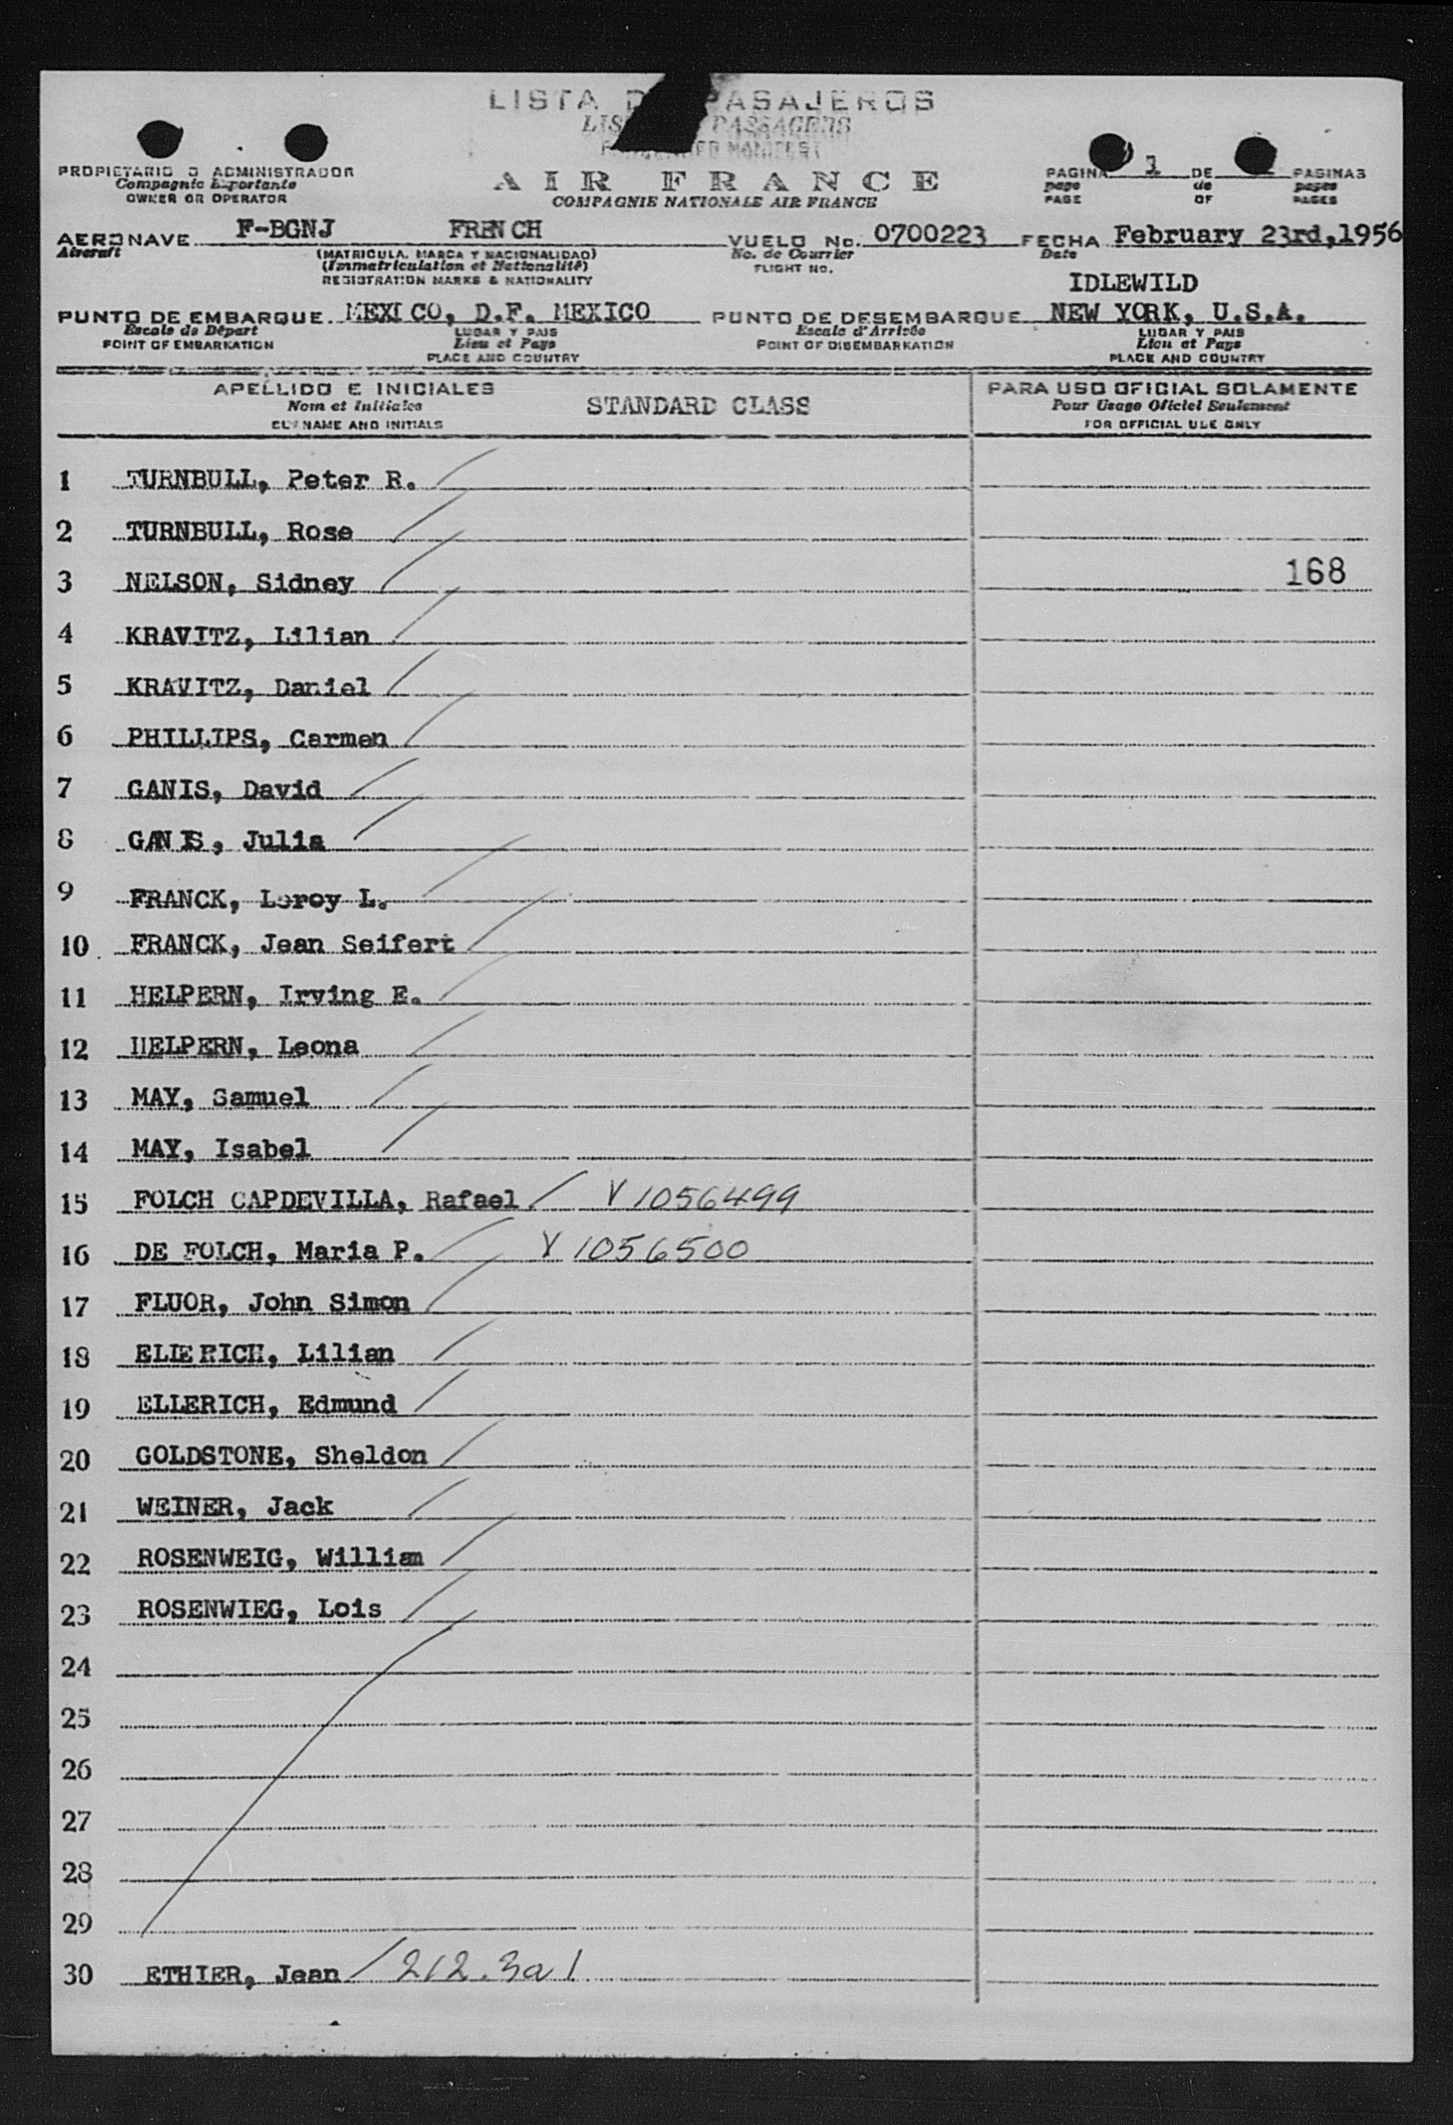 LISTA PASAJEROS
PASSAGERS
MANIFEST
AIR FRANCE
COMPAGNIE NATIONALE AIR FRANCE
PROPIETARIO O ADMINISTRADOR
Compagnie Exportante
OWNER OR OPERATOR
PAGINA 1 DE PAGINAS
page de pages
PAGE OF PAGES
AERONAVE F-BGNJ FRENCH VUELO No. 0700223 FECHA February 23rd,1956
Aircraft (MATRICULA, MARCA Y NACIONALIDAD) No. de Courrier Date
(Immatriculation et Nationalité) FLIGHT NO.
REGISTRATION MARKS & NATIONALITY
IDLEWILD
PUNTO DE EMBARQUE MEXICO, D.F. MEXICO PUNTO DE DESEMBARQUE NEW YORK, U.S.A.
Escale de Départ LUGAR Y PAIS Escale d'Arrivée LUGAR Y PAIS
POINT OF EMBARKATION Lieu et Pays POINT OF DISEMBARKATION Lieu et Pays
PLACE AND COUNTRY PLACE AND COUNTRY
APELLIDO E INICIALES STANDARD CLASS PARA USO OFICIAL SOLAMENTE
Nom et Initiales Pour Usage Officiel Seulement
NAME AND INITIALS FOR OFFICIAL USE ONLY
1 TURNBULL, Peter R.
2 TURNBULL, Rose
3 NELSON, Sidney 168
4 KRAVITZ, Lilian
5 KRAVITZ, Daniel
6 PHILLIPS, Carmen
7 GANIS, David
8 GANIS, Julia
9 FRANCK, Leroy L.
10 FRANCK, Jean Seifert
11 HELPERN, Irving E.
12 HELPERN, Leona
13 MAY, Samuel
14 MAY, Isabel
15 FOLCH CAPDEVILLA, Rafael V 1056499
16 DE FOLCH, Maria P. V 1056500
17 FLUOR, John Simon
18 ELLERICH, Lilian
19 ELLERICH, Edmund
20 GOLDSTONE, Sheldon
21 WEINER, Jack
22 ROSENWEIG, William
23 ROSENWIEG, Lois
24
25
26
27
28
29
30 ETHIER, Jean 212.3a1